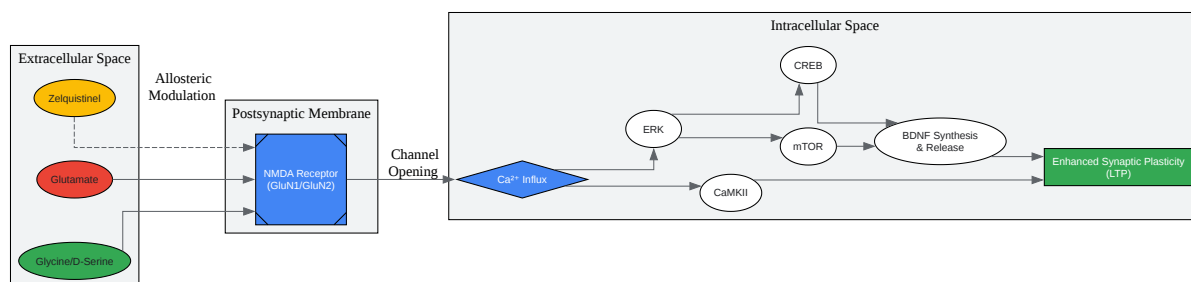 Extracellular Space
Zelquistinel
Glutamate
Glycine/D-Serine
Allosteric
Modulation
Postsynaptic Membrane
NMDA Receptor
(GluN1/GluN2)
Channel
Opening
Intracellular Space
Ca²⁺ Influx
ERK
CaMKII
CREB
mTOR
BDNF Synthesis
& Release
Enhanced Synaptic Plasticity
(LTP)